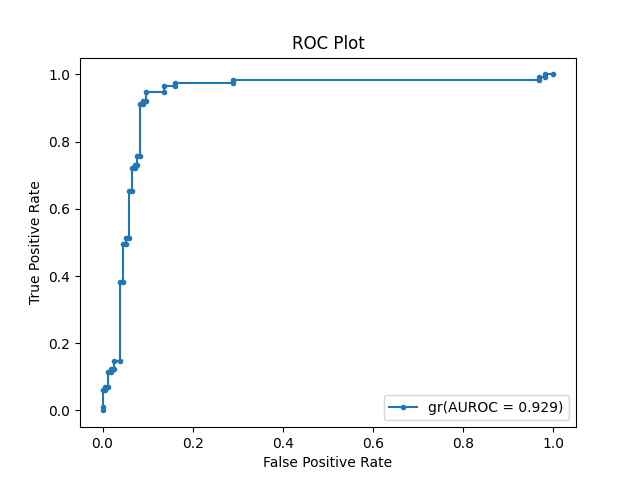 ROC Plot
1.0
0.8
0.6
0.4
0.2
0.0
True Positive Rate
gr(AUROC = 0.929)
0.0 0.2 0.4 0.6 0.8 1.0
False Positive Rate